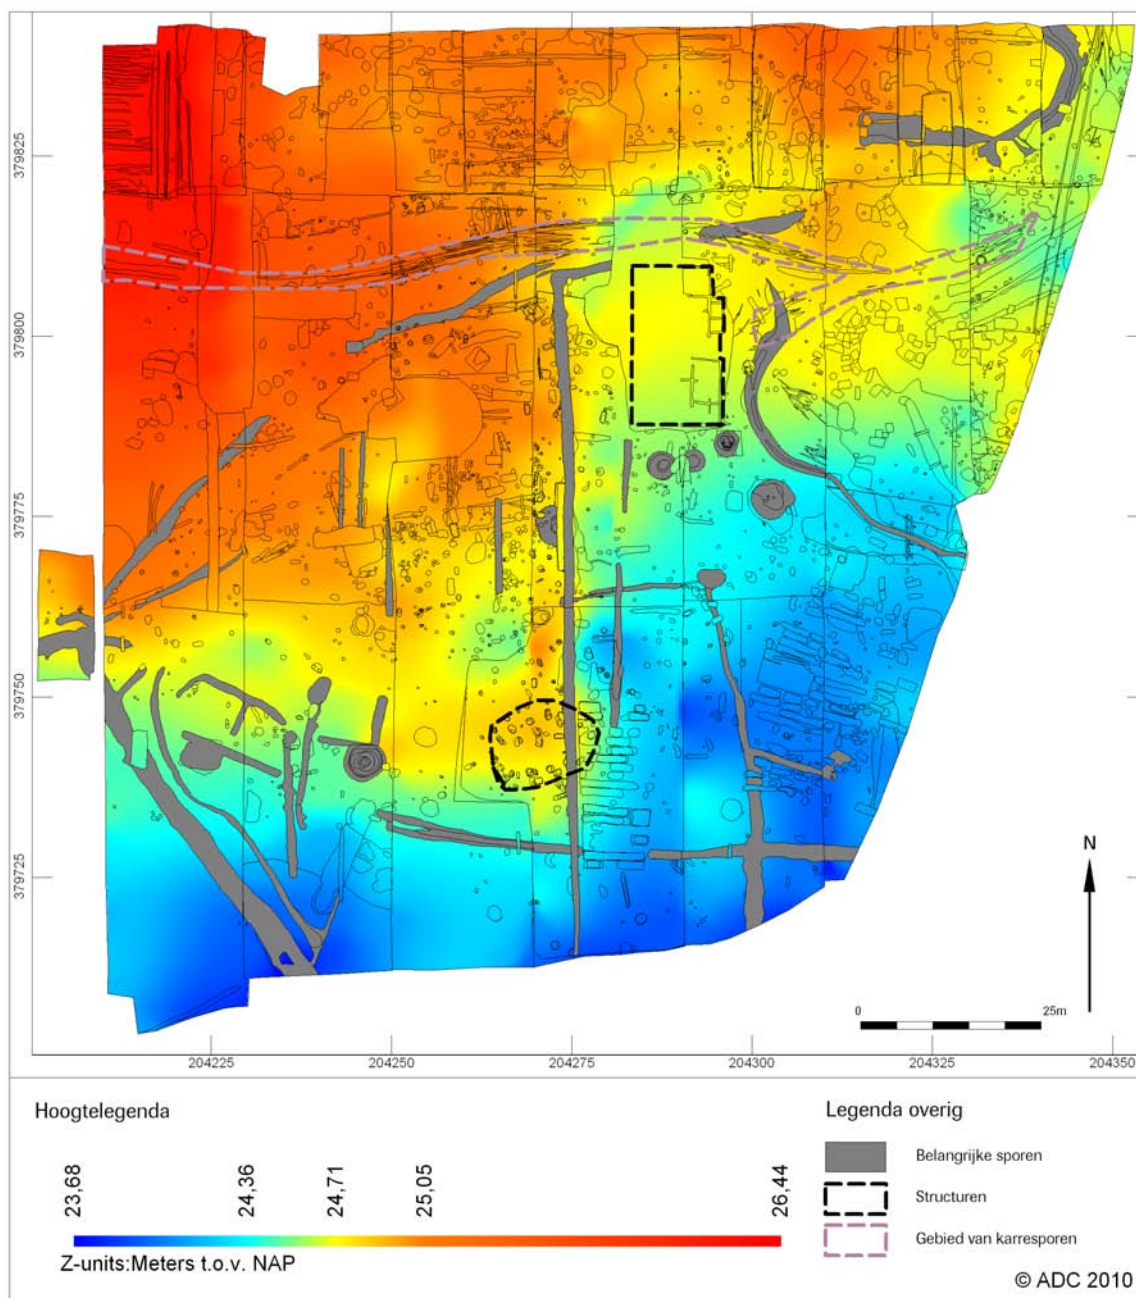 379825
379800
379775
379750
379725
N
0 25m
204225 204250 204275 204300 204325 204350
Hoogtelegenda
23,68 24,36 24,71 25,05 26,44
Z-units:Meters t.o.v. NAP
Legenda overig
Belangrijke sporen
Structuren
Gebied van karresporen
© ADC 2010